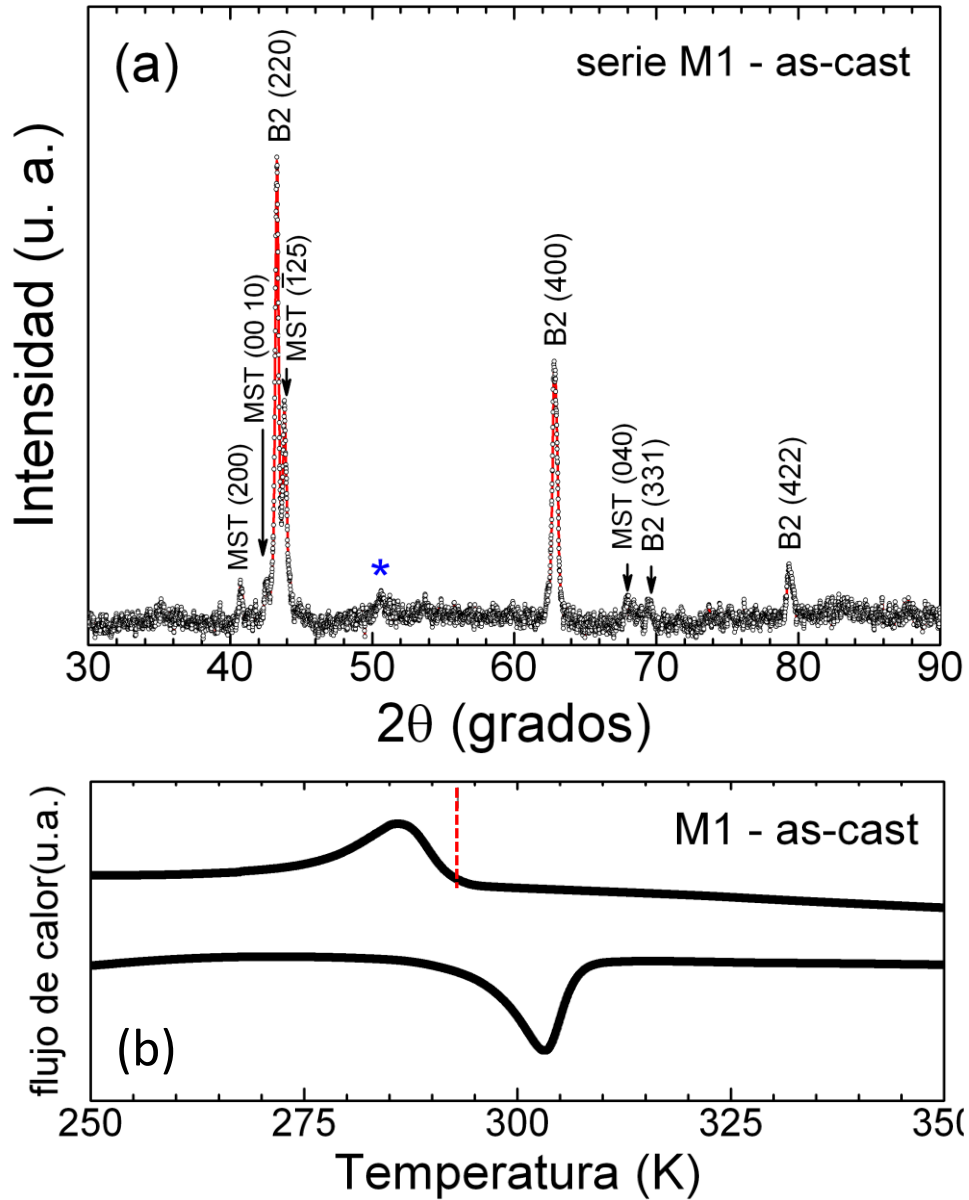 (a)
serie M1 - as-cast
Intensidad (u. a.)
MST (200)
MST (00 10)
B2 (220)
MST (1̅25)
*
B2 (400)
MST (040)
B2 (331)
B2 (422)
30 40 50 60 70 80 90
2θ (grados)
flujo de calor(u.a.)
M1 - as-cast
(b)
250 275 300 325 350
Temperatura (K)